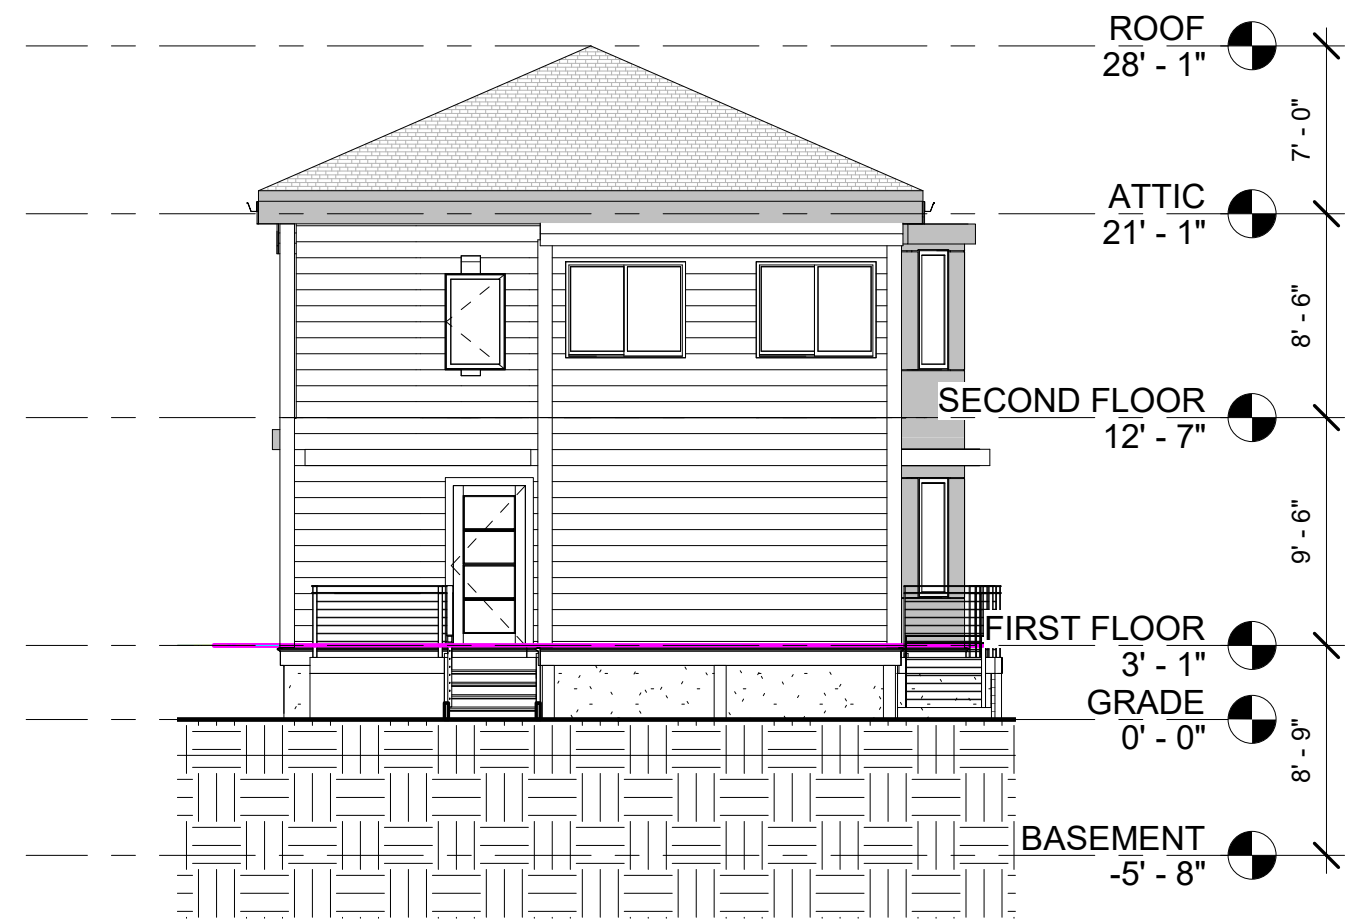 ROOF
28' - 1"
7' - 0"
ATTIC
21' - 1"
8' - 6"
SECOND FLOOR
12' - 7"
9' - 6"
FIRST FLOOR
3' - 1"
GRADE
0' - 0"
8' - 9"
BASEMENT
-5' - 8"